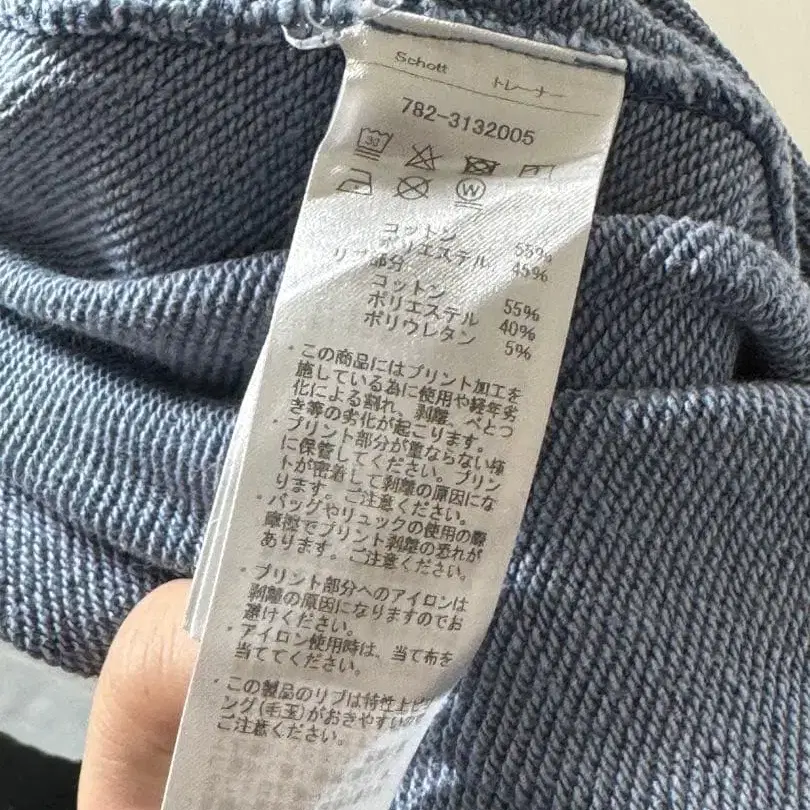 Schott トレーナー
782-3132005
30
W
コットン 55%
ポリエステル 45%
リブ部分
コットン 55%
ポリエステル 40%
ポリウレタン 5%
・この商品にはプリント加工を
施している為に使用や経年劣
化による割れ、剥離、べとつ
き等の劣化が起こります。
・プリント部分が重ならない様
に保管してください。プリン
トが密着して剥離の原因にな
ります。ご注意ください。
・バッグやリュックの使用の際
摩擦でプリント剥離の恐れが
あります。ご注意ください。
・プリント部分へのアイロンは
剥離の原因になりますのでお
避けください。
・アイロン使用時は、当て布を
当ててください。
・この製品のリブは特性上ピ
ング(毛玉)がおきやすい
ご注意ください。